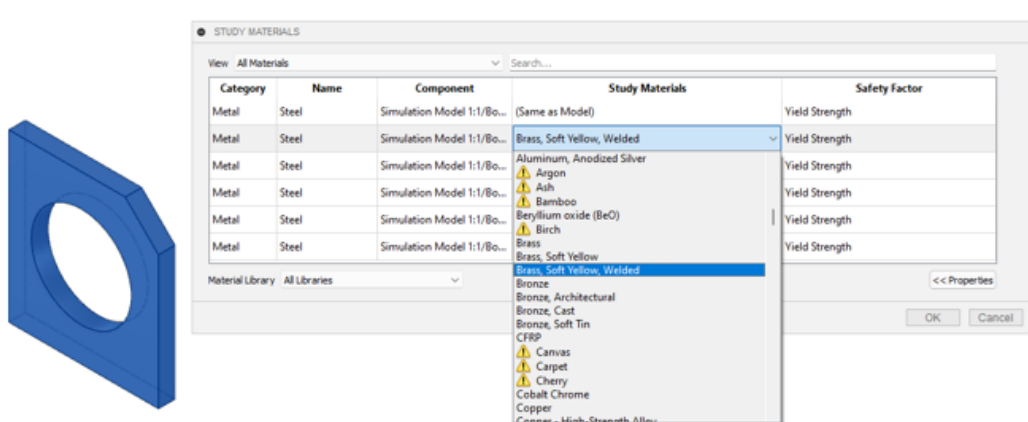 STUDY MATERIALS
View All Materials Search...
Category Name Component Study Materials Safety Factor
Metal Steel Simulation Model 1:1/Bo... (Same as Model) Yield Strength
Metal Steel Simulation Model 1:1/Bo... Brass, Soft Yellow, Welded Yield Strength
Metal Steel Simulation Model 1:1/Bo... Yield Strength
Metal Steel Simulation Model 1:1/Bo... Yield Strength
Metal Steel Simulation Model 1:1/Bo... Yield Strength
Metal Steel Simulation Model 1:1/Bo... Yield Strength
Aluminum, Anodized Silver
Argon
Ash
Bamboo
Beryllium oxide (BeO)
Birch
Brass
Brass, Soft Yellow
Brass, Soft Yellow, Welded
Bronze
Bronze, Architectural
Bronze, Cast
Bronze, Soft Tin
CFRP
Canvas
Carpet
Cherry
Cobalt Chrome
Copper
Copper - High-Strength Alloy
Material Library All Libraries << Properties
OK Cancel